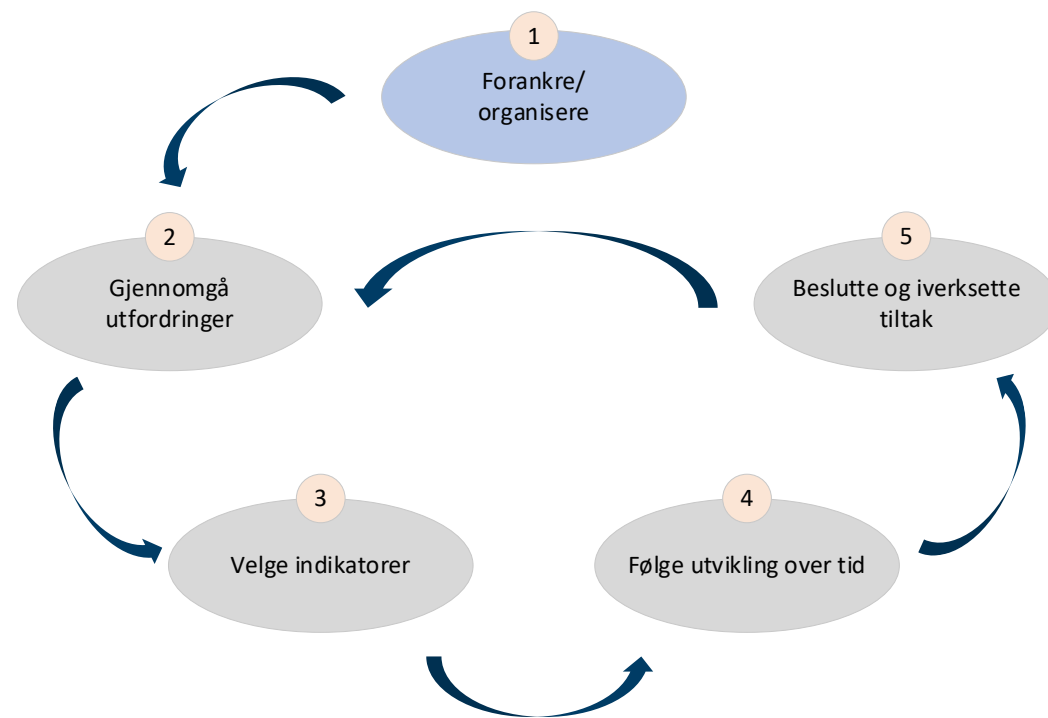 1
Forankre/
organisere
2
Gjennomgå
utfordringer
3
Velge indikatorer
4
Følge utvikling over tid
5
Beslutte og iverksette
tiltak